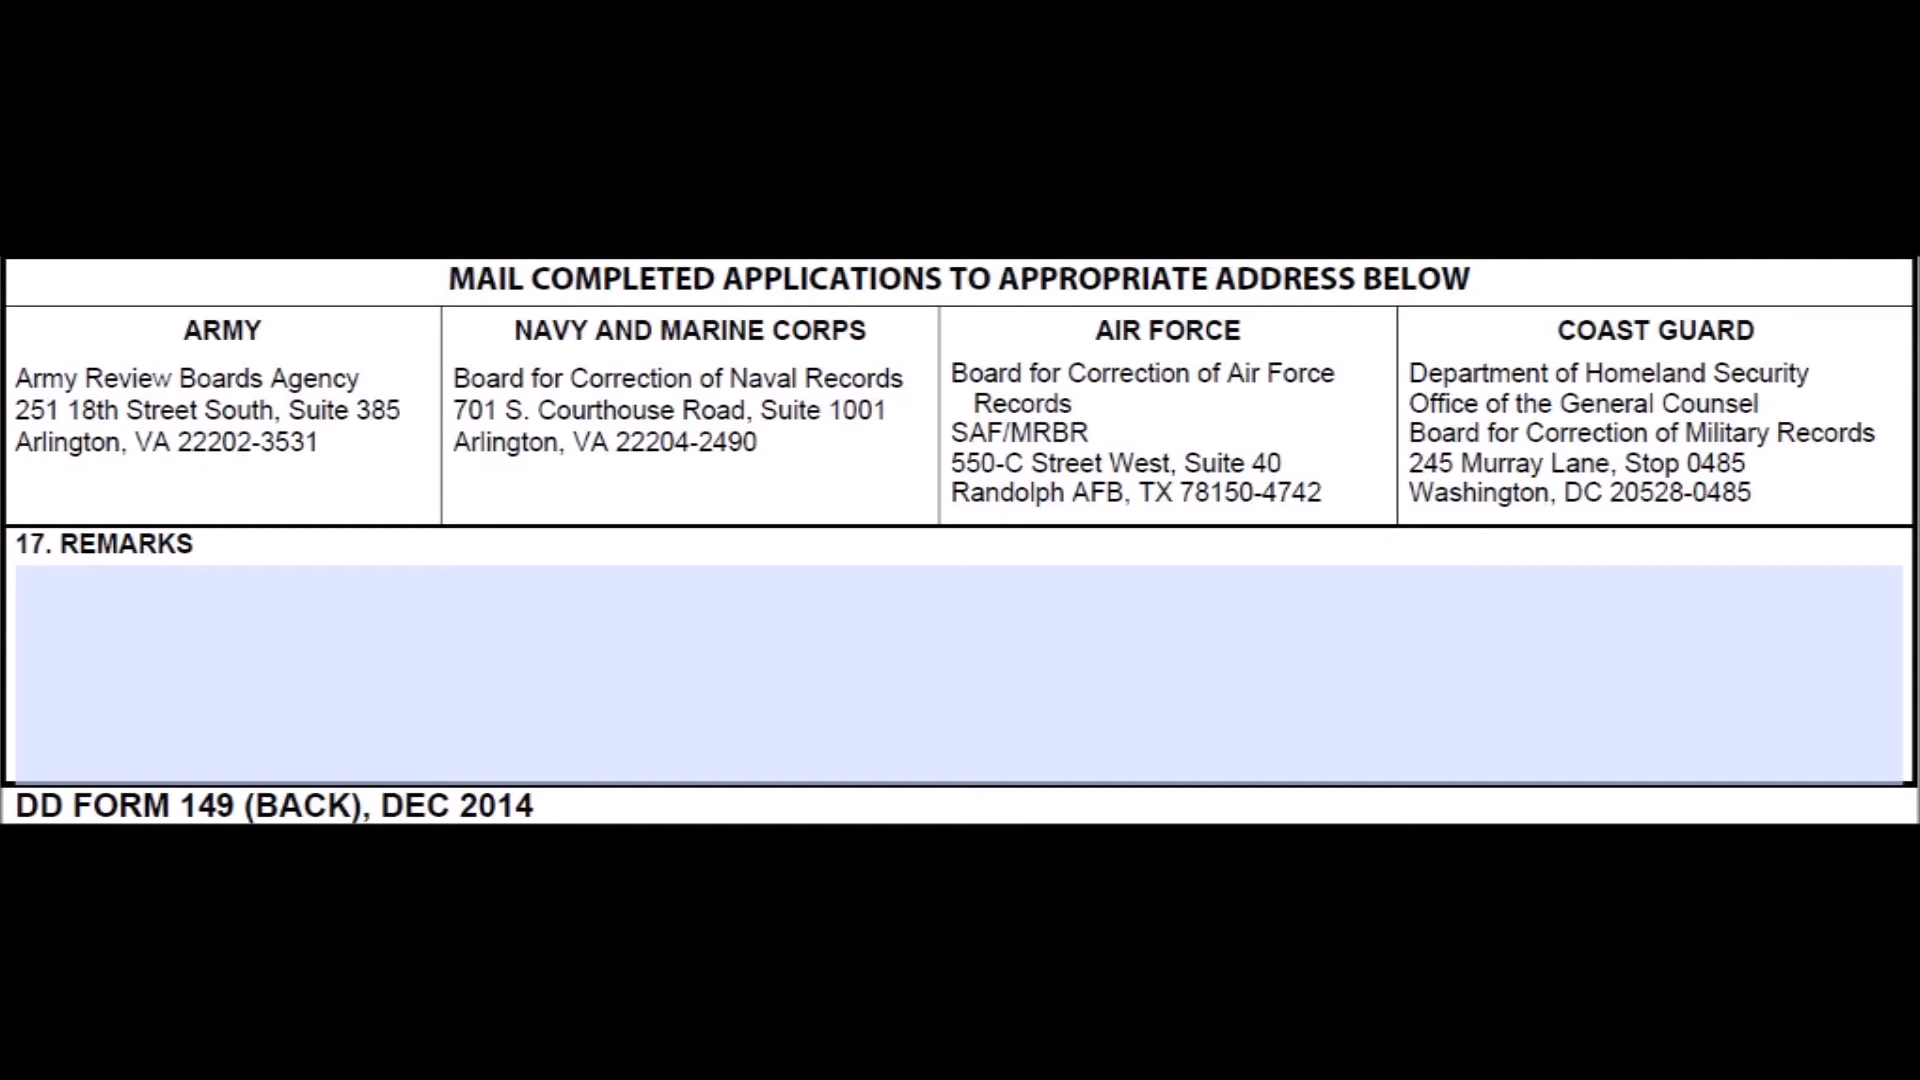 MAIL COMPLETED APPLICATIONS TO APPROPRIATE ADDRESS BELOW
ARMY
Army Review Boards Agency
251 18th Street South, Suite 385
Arlington, VA 22202-3531
NAVY AND MARINE CORPS
Board for Correction of Naval Records
701 S. Courthouse Road, Suite 1001
Arlington, VA 22204-2490
AIR FORCE
Board for Correction of Air Force
Records
SAF/MRBR
550-C Street West, Suite 40
Randolph AFB, TX 78150-4742
COAST GUARD
Department of Homeland Security
Office of the General Counsel
Board for Correction of Military Records
245 Murray Lane, Stop 0485
Washington, DC 20528-0485
17. REMARKS
DD FORM 149 (BACK), DEC 2014